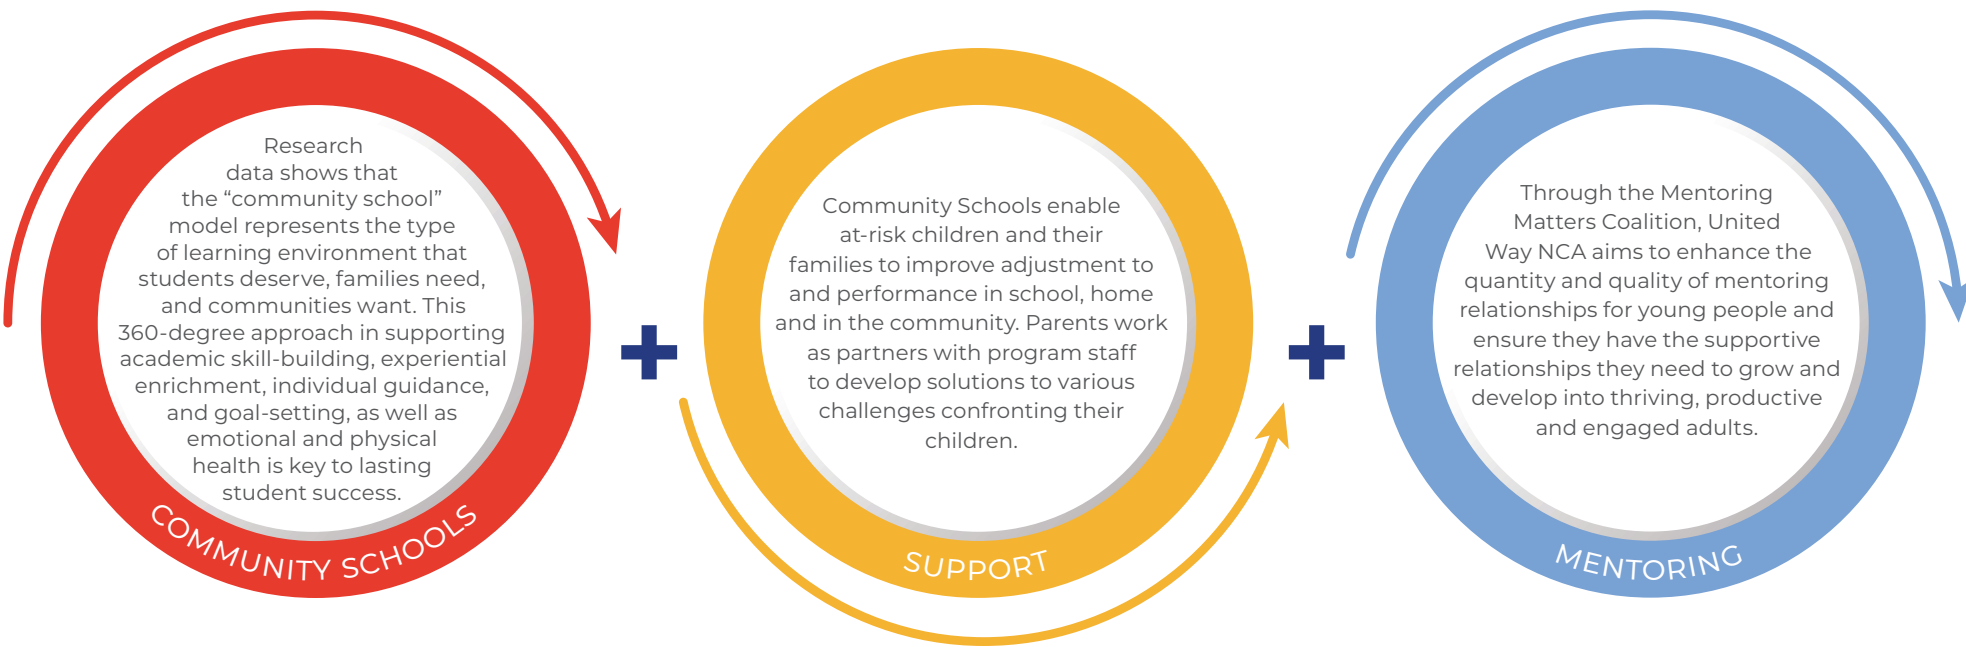 Research
data shows that
the “community school”
model represents the type
of learning environment that
students deserve, families need,
and communities want. This
360-degree approach in supporting
academic skill-building, experiential
enrichment, individual guidance,
and goal-setting, as well as
emotional and physical
health is key to lasting
student success.
COMMUNITY SCHOOLS
Community Schools enable
at-risk children and their
families to improve adjustment to
and performance in school, home
and in the community. Parents work
as partners with program staff
to develop solutions to various
challenges confronting their
children.
SUPPORT
Through the Mentoring
Matters Coalition, United
Way NCA aims to enhance the
quantity and quality of mentoring
relationships for young people and
ensure they have the supportive
relationships they need to grow and
develop into thriving, productive
and engaged adults.
MENTORING